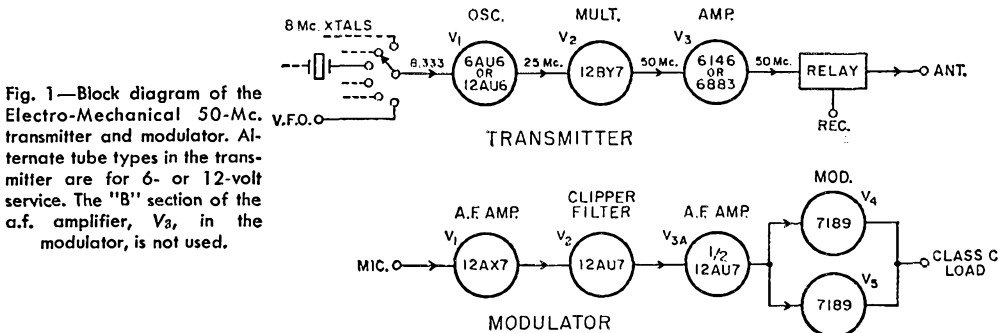 Fig. 1—Block diagram of the
Electro-Mechanical 50-Mc.
transmitter and modulator. Al-
ternate tube types in the trans-
mitter are for 6- or 12-volt
service. The "B" section of the
a.f. amplifier, V3, in the
modulator, is not used.
8 Mc. XTALS
V.F.O.
OSC.
V1
6AU6
OR
12AU6
8,333
25 Mc.
MULT.
V2
12BY7
50 Mc.
AMP.
V3
6146
OR
6883
50 Mc.
RELAY
ANT.
REC.
TRANSMITTER
MIC.
A.F. AMP.
V1
12AX7
CLIPPER
FILTER
V2
12AU7
A.F. AMP.
V3A
1/2
12AU7
MOD.
V4
7189
V5
7189
CLASS C
LOAD
MODULATOR